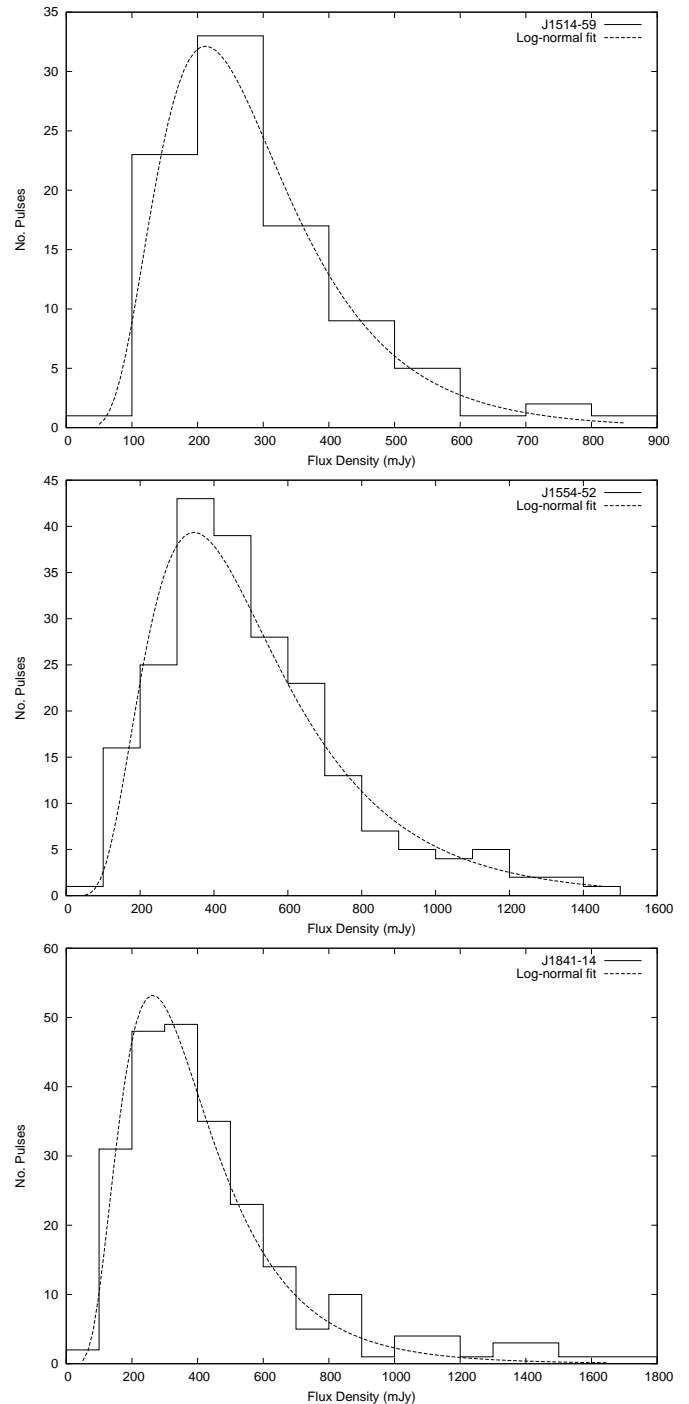 35
30
25
20
15
10
5
0
No. Pulses
J1514-59
Log-normal fit
0 100 200 300 400 500 600 700 800 900
Flux Density (mJy)
45
40
35
30
25
20
15
10
5
0
No. Pulses
J1554-52
Log-normal fit
0 200 400 600 800 1000 1200 1400 1600
Flux Density (mJy)
60
50
40
30
20
10
0
No. Pulses
J1841-14
Log-normal fit
0 200 400 600 800 1000 1200 1400 1600 1800
Flux Density (mJy)